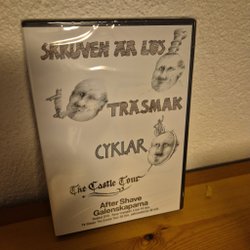 SKRUVEN ÄR LÖS
TRÄSMAK
CYKLAR
The Castle Tour
After Shave
Galenskaparna